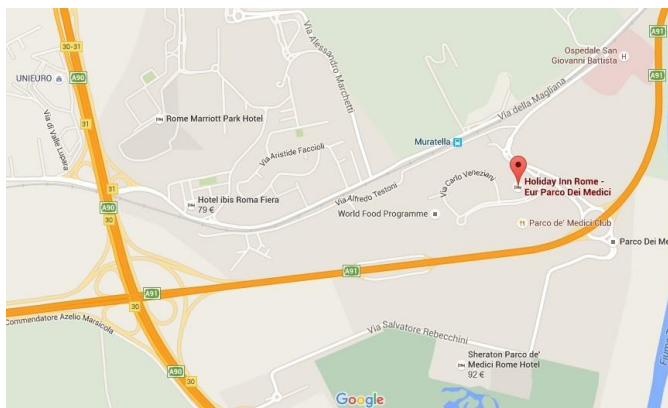 A91
30-31
Ospedale San
Giovanni Battista
UNIEURO
A90
Via Alessandro Marchetti
A91
31
Via di Valle Lupara
Rome Marriott Park Hotel
Via della Magliana
Muratella
Via Aristide Faccioli
31
Holiday Inn Rome -
Eur Parco Dei Medici
Via Carlo Veneziani
Hotel ibis Roma Fiera
79 €
A90
30
Via Alfredo Testoni
World Food Programme
Parco de' Medici Club
Parco Dei Me
A91
A91
30
Commendatore Azelio Marsicola
Via Salvatore Rebecchini
Sheraton Parco de'
Medici Rome Hotel
92 €
A90
30
Google
Fiume